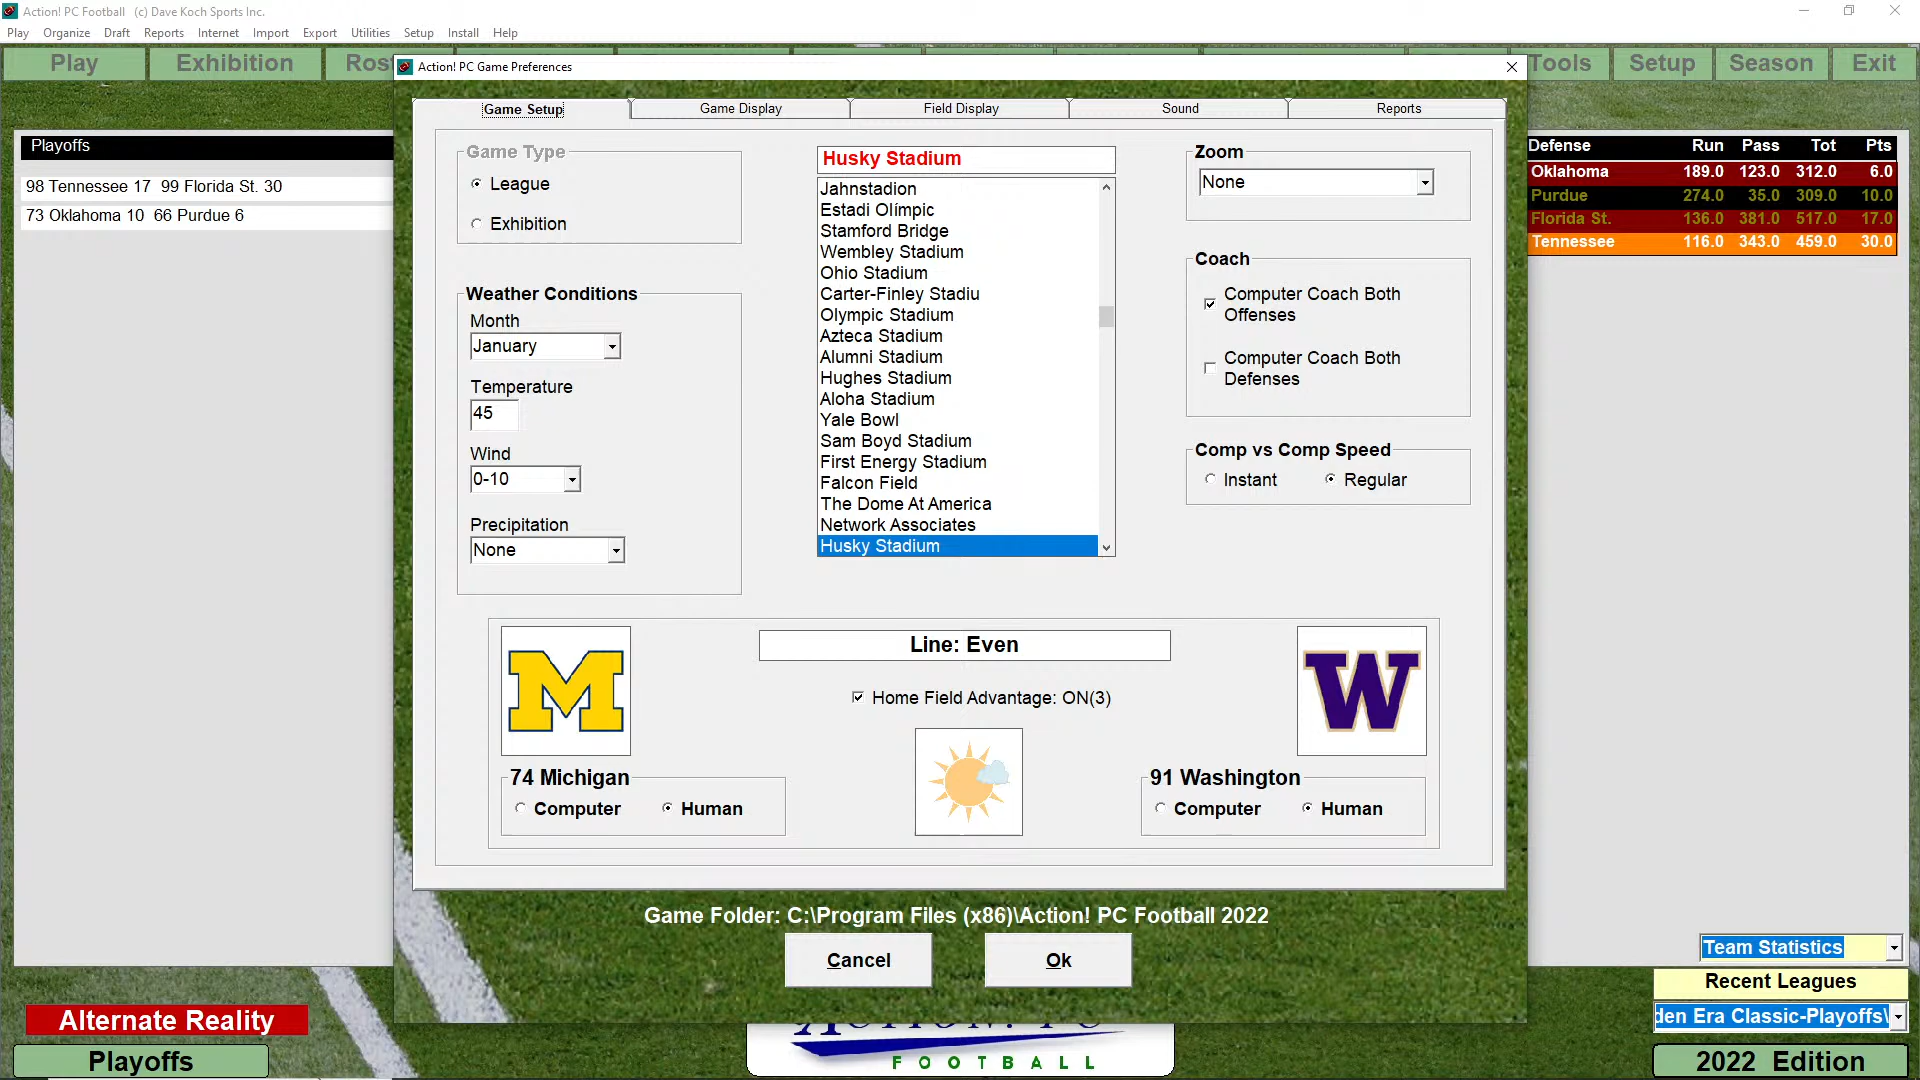 Action! PC Football (c) Dave Koch Sports Inc.
Play Organize Draft Reports Internet Import Export Utilities Setup Install Help
Play Exhibition Tools Setup Season Exit
Action! PC Game Preferences
Game Setup Game Display Field Display Sound Reports
Playoffs
98 Tennessee 17 99 Florida St. 30
73 Oklahoma 10 66 Purdue 6
Game Type
League
Exhibition
Weather Conditions
Month
January
Temperature
45
Wind
0-10
Precipitation
None
Husky Stadium
Jahnstadion
Estadi Olímpic
Stamford Bridge
Wembley Stadium
Ohio Stadium
Carter-Finley Stadiu
Olympic Stadium
Azteca Stadium
Alumni Stadium
Hughes Stadium
Aloha Stadium
Yale Bowl
Sam Boyd Stadium
First Energy Stadium
Falcon Field
The Dome At America
Network Associates
Husky Stadium
Zoom
None
Coach
Computer Coach Both
Offenses
Computer Coach Both
Defenses
Comp vs Comp Speed
Instant Regular
Defense Run Pass Tot Pts
Oklahoma 189.0 123.0 312.0 6.0
Purdue 274.0 35.0 309.0 10.0
Florida St. 136.0 381.0 517.0 17.0
Tennessee 116.0 343.0 459.0 30.0
Line: Even
Home Field Advantage: ON(3)
M
W
74 Michigan
Computer Human
91 Washington
Computer Human
Game Folder: C:\Program Files (x86)\Action! PC Football 2022
Cancel Ok
Team Statistics
Recent Leagues
den Era Classic-Playoffs\
2022 Edition
Alternate Reality
Playoffs
FOOTBALL